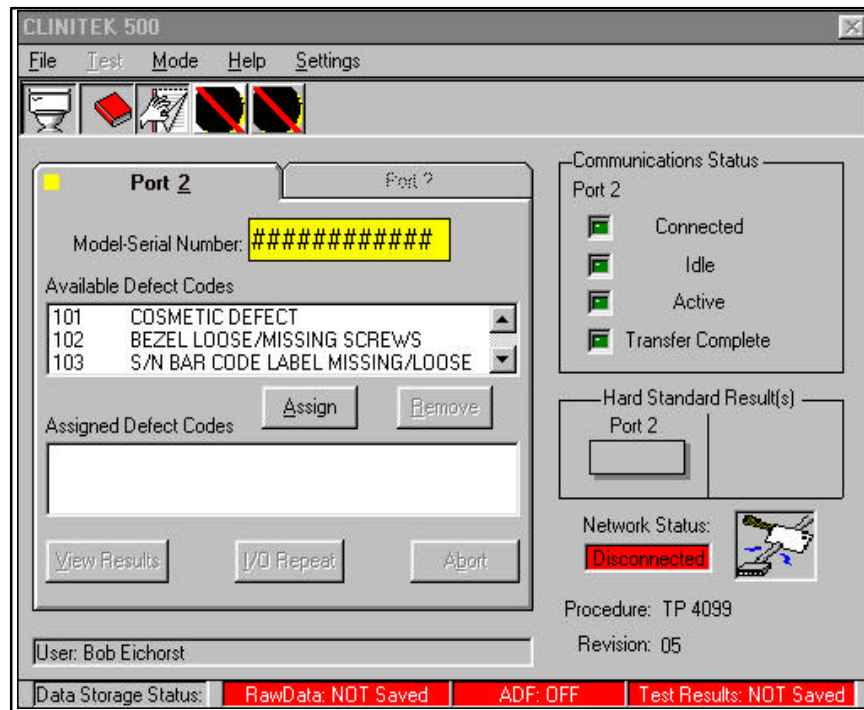 CLINITEK 500
File Test Mode Help Settings
Port 2
Port ?
Model-Serial Number: ############
Available Defect Codes
101 COSMETIC DEFECT
102 BEZEL LOOSE/MISSING SCREWS
103 S/N BAR CODE LABEL MISSING/LOOSE
Assign
Remove
Assigned Defect Codes
View Results
I/O Repeat
Abort
User: Bob Eichorst
Communications Status
Port 2
Connected
Idle
Active
Transfer Complete
Hard Standard Result(s)
Port 2
Network Status:
Disconnected
Procedure: TP 4099
Revision: 05
Data Storage Status: RawData: NOT Saved ADF: OFF Test Results: NOT Saved